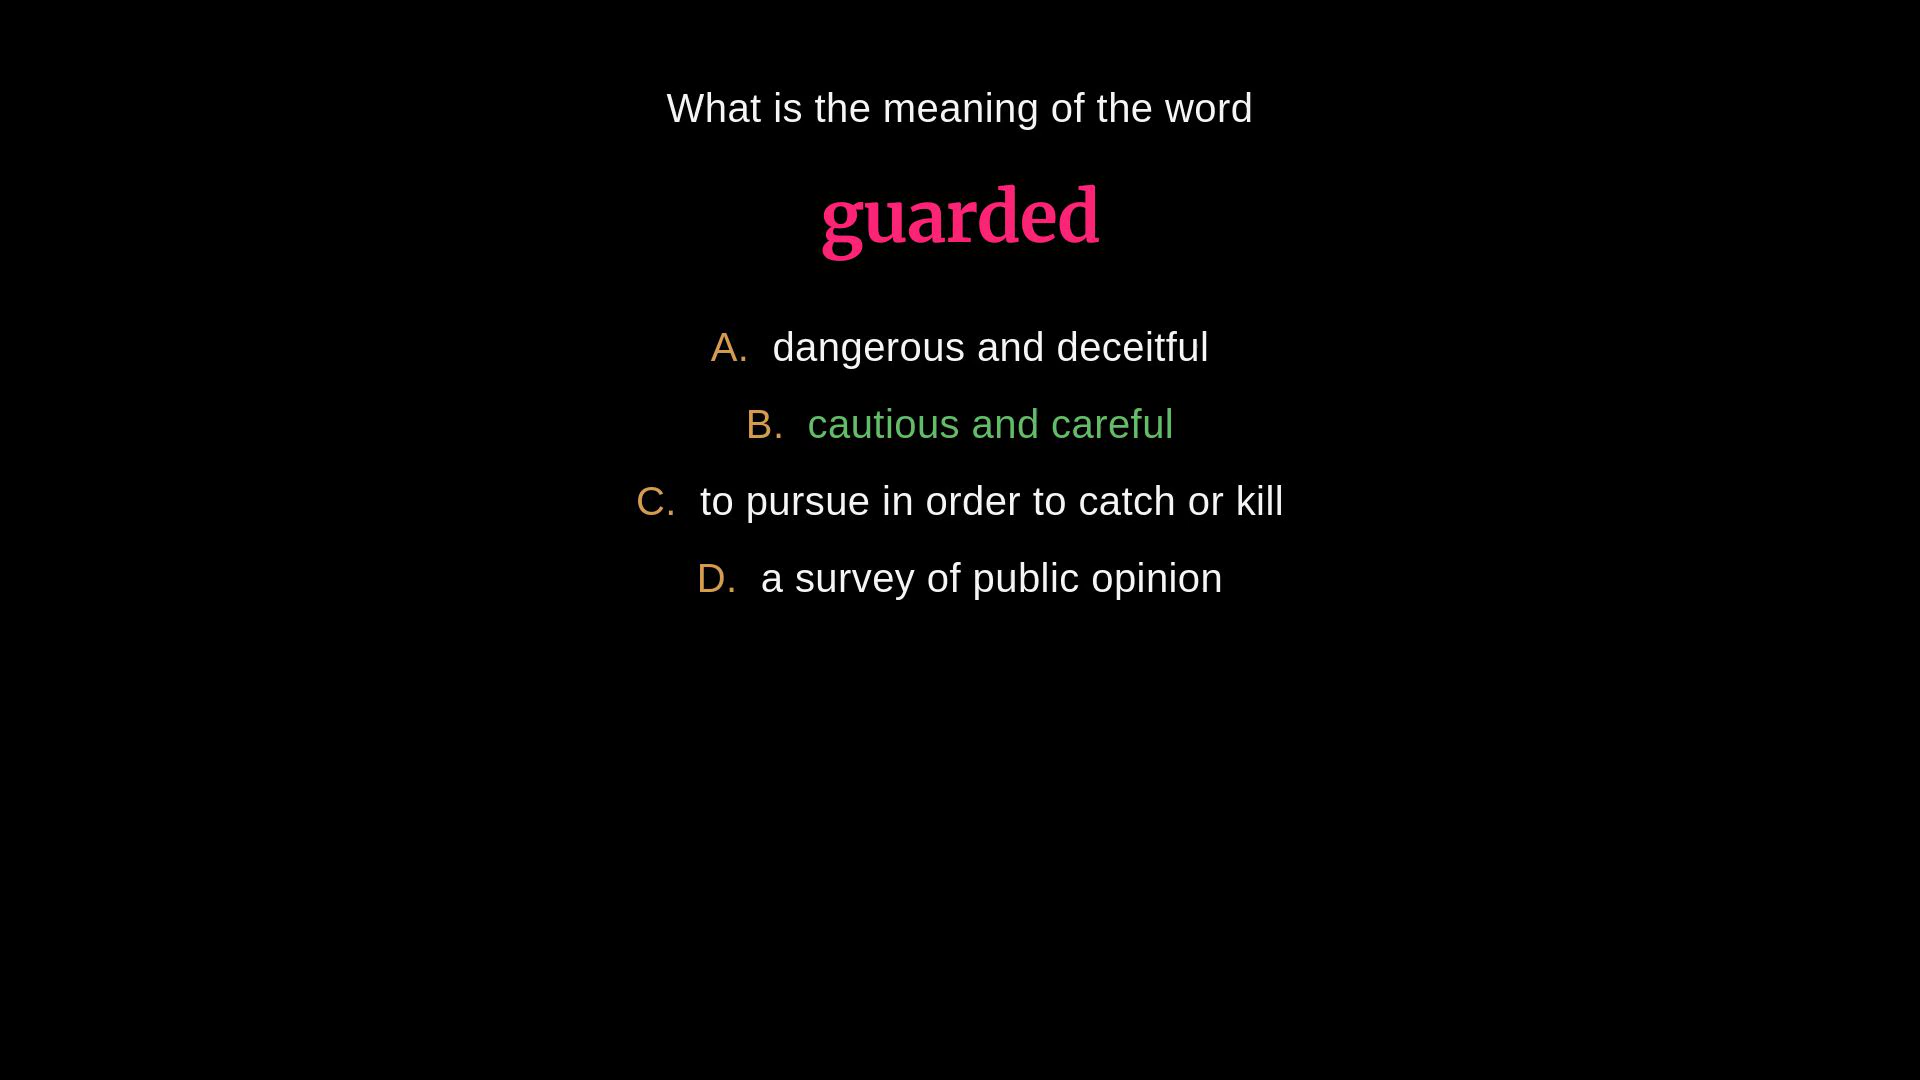 What is the meaning of the word
guarded
A. dangerous and deceitful
B. cautious and careful
C. to pursue in order to catch or kill
D. a survey of public opinion